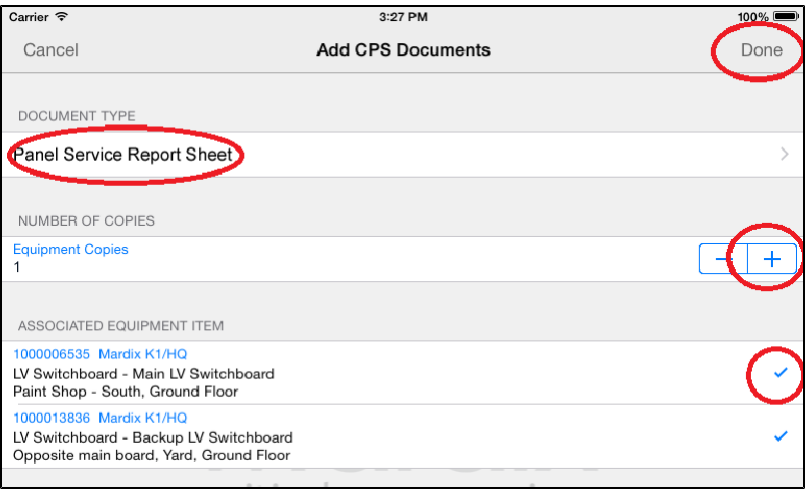 Carrier 3:27 PM 100%
Cancel Add CPS Documents Done
DOCUMENT TYPE
Panel Service Report Sheet
NUMBER OF COPIES
Equipment Copies
1
ASSOCIATED EQUIPMENT ITEM
1000006535 Mardix K1/HQ
LV Switchboard - Main LV Switchboard
Paint Shop - South, Ground Floor
1000013836 Mardix K1/HQ
LV Switchboard - Backup LV Switchboard
Opposite main board, Yard, Ground Floor